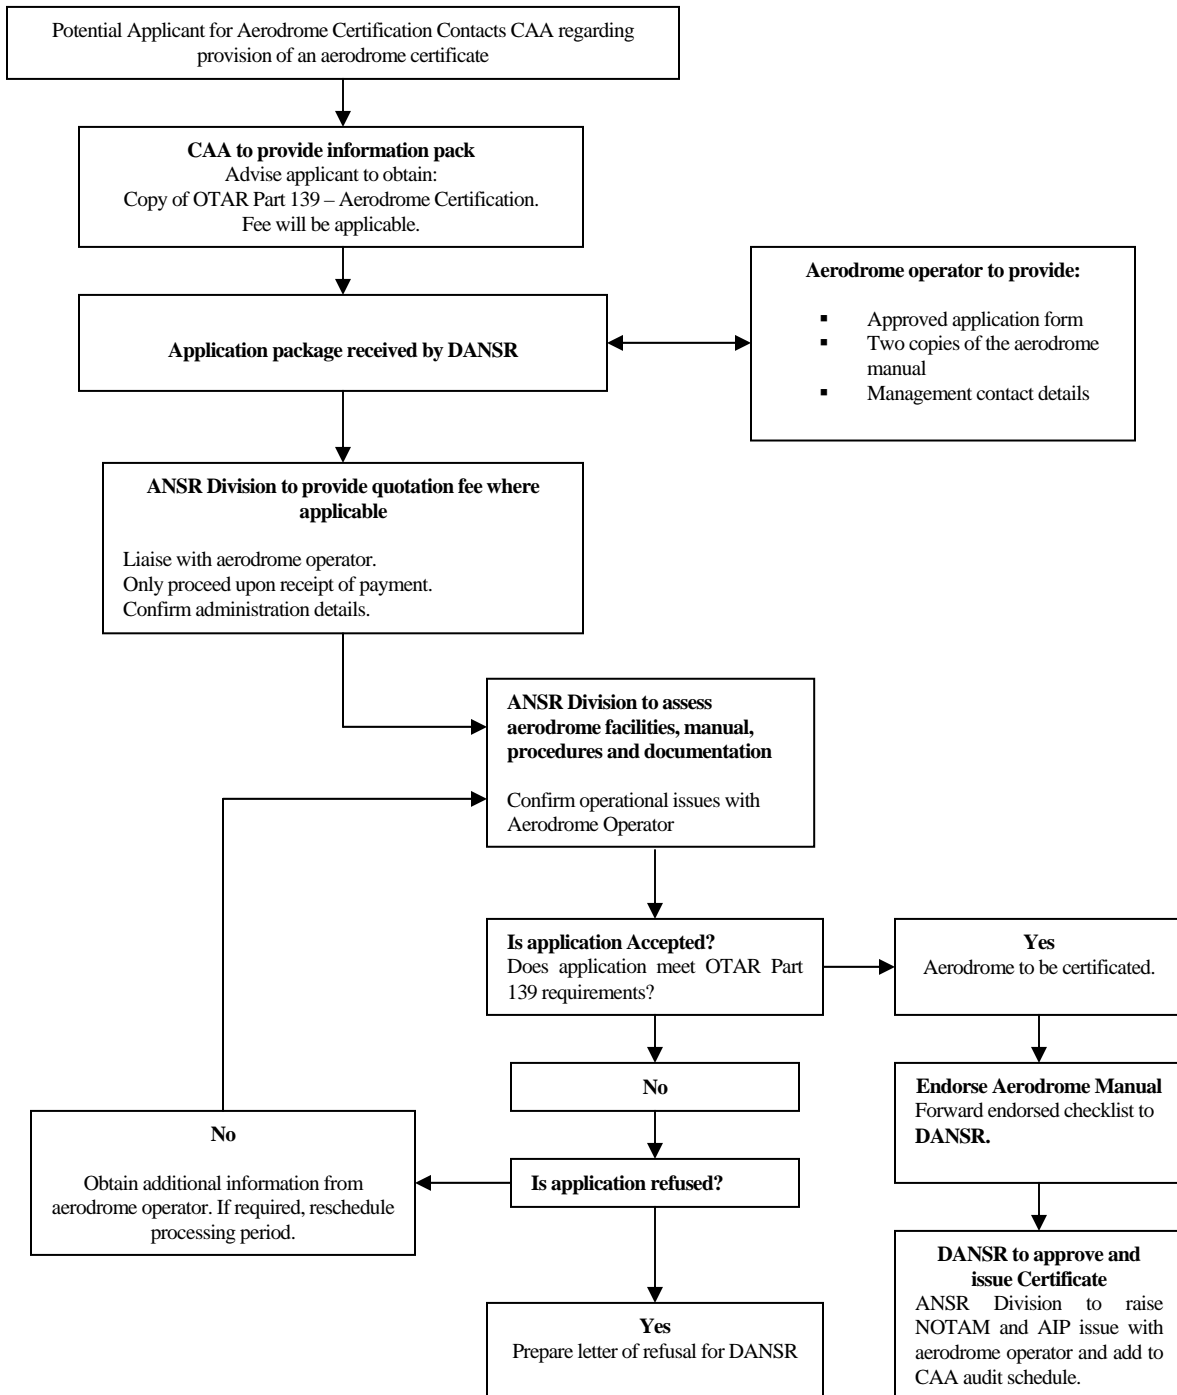 Potential Applicant for Aerodrome Certification Contacts CAA regarding
provision of an aerodrome certificate
CAA to provide information pack
Advise applicant to obtain:
Copy of OTAR Part 139 – Aerodrome Certification.
Fee will be applicable.
Aerodrome operator to provide:
▪ Approved application form
▪ Two copies of the aerodrome
manual
▪ Management contact details
Application package received by DANSR
ANSR Division to provide quotation fee where
applicable
Liaise with aerodrome operator.
Only proceed upon receipt of payment.
Confirm administration details.
ANSR Division to assess
aerodrome facilities, manual,
procedures and documentation
Confirm operational issues with
Aerodrome Operator
Is application Accepted?
Does application meet OTAR Part
139 requirements?
Yes
Aerodrome to be certificated.
No
Endorse Aerodrome Manual
Forward endorsed checklist to
DANSR.
No
Obtain additional information from
aerodrome operator. If required, reschedule
processing period.
Is application refused?
DANSR to approve and
issue Certificate
ANSR Division to raise
NOTAM and AIP issue with
aerodrome operator and add to
CAA audit schedule.
Yes
Prepare letter of refusal for DANSR